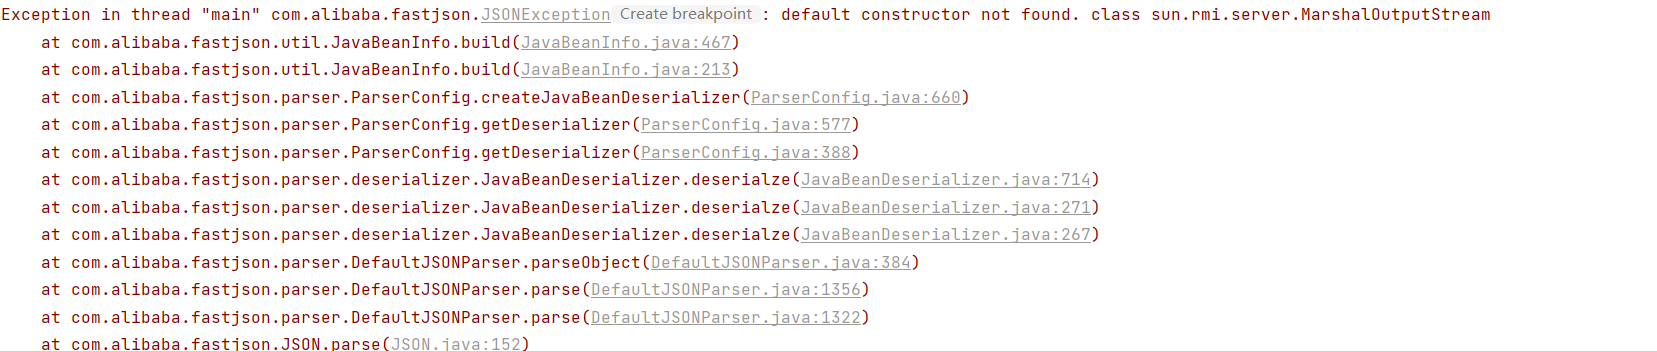 Exception in thread "main" com.alibaba.fastjson.JSONException Create breakpoint : default constructor not found. class sun.rmi.server.MarshalOutputStream
at com.alibaba.fastjson.util.JavaBeanInfo.build(JavaBeanInfo.java:467)
at com.alibaba.fastjson.util.JavaBeanInfo.build(JavaBeanInfo.java:213)
at com.alibaba.fastjson.parser.ParserConfig.createJavaBeanDeserializer(ParserConfig.java:660)
at com.alibaba.fastjson.parser.ParserConfig.getDeserializer(ParserConfig.java:577)
at com.alibaba.fastjson.parser.ParserConfig.getDeserializer(ParserConfig.java:388)
at com.alibaba.fastjson.parser.deserializer.JavaBeanDeserializer.deserialze(JavaBeanDeserializer.java:714)
at com.alibaba.fastjson.parser.deserializer.JavaBeanDeserializer.deserialze(JavaBeanDeserializer.java:271)
at com.alibaba.fastjson.parser.deserializer.JavaBeanDeserializer.deserialze(JavaBeanDeserializer.java:267)
at com.alibaba.fastjson.parser.DefaultJSONParser.parseObject(DefaultJSONParser.java:384)
at com.alibaba.fastjson.parser.DefaultJSONParser.parse(DefaultJSONParser.java:1356)
at com.alibaba.fastjson.parser.DefaultJSONParser.parse(DefaultJSONParser.java:1322)
at com.alibaba.fastjson.JSON.parse(JSON.java:152)